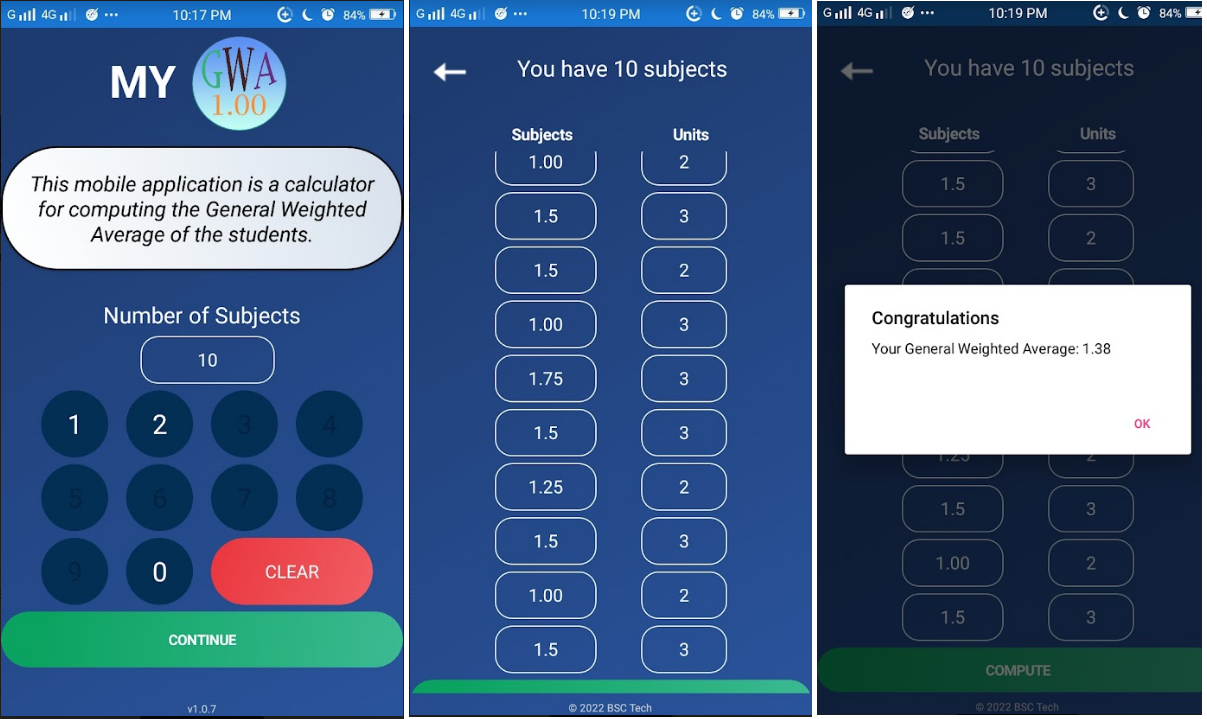 G 4G ··· 10:17 PM 84%
MY GWA
1.00
This mobile application is a calculator
for computing the General Weighted
Average of the students.
Number of Subjects
10
1 2 3 4
5 6 7 8
9 0 CLEAR
CONTINUE
v1.0.7
G 4G ··· 10:19 PM 84%
You have 10 subjects
Subjects Units
1.00 2
1.5 3
1.5 2
1.00 3
1.75 3
1.5 3
1.25 2
1.5 3
1.00 2
1.5 3
© 2022 BSC Tech
G 4G ··· 10:19 PM 84%
You have 10 subjects
Subjects Units
1.5 3
1.5 2
Congratulations
Your General Weighted Average: 1.38
OK
1.25 2
1.5 3
1.00 2
1.5 3
COMPUTE
© 2022 BSC Tech